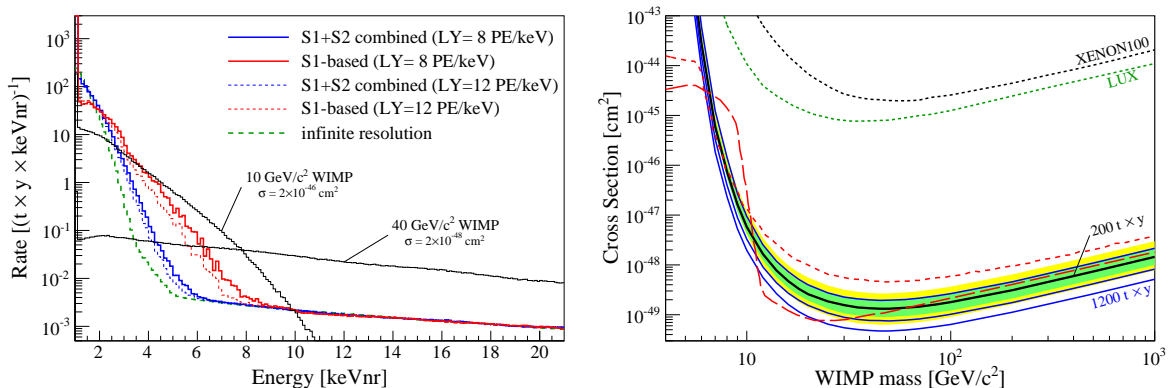 Rate [(t × y × keVnr)⁻¹]
10³
10²
10
1
10⁻¹
10⁻²
10⁻³
S1+S2 combined (LY= 8 PE/keV)
S1-based (LY= 8 PE/keV)
S1+S2 combined (LY=12 PE/keV)
S1-based (LY=12 PE/keV)
infinite resolution
10 GeV/c² WIMP
σ = 2×10⁻⁴⁶ cm²
40 GeV/c² WIMP
σ = 2×10⁻⁴⁸ cm²
2 4 6 8 10 12 14 16 18 20
Energy [keVnr]
Cross Section [cm²]
10⁻⁴³
10⁻⁴⁴
10⁻⁴⁵
10⁻⁴⁶
10⁻⁴⁷
10⁻⁴⁸
10⁻⁴⁹
XENON100
LUX
200 t × y
1200 t × y
10 10² 10³
WIMP mass [GeV/c²]